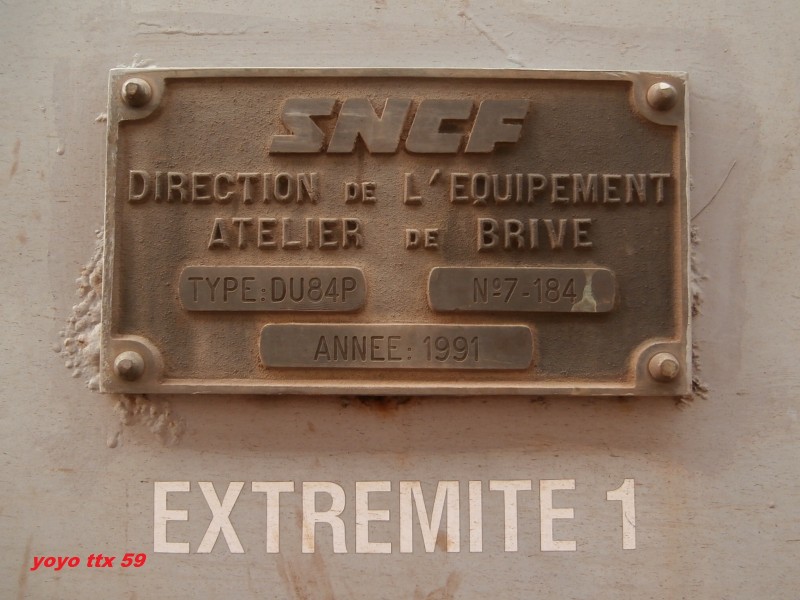 SNCF
DIRECTION DE L'EQUIPEMENT
ATELIER DE BRIVE
TYPE: DU84P
Nº7-184
ANNEE: 1991
EXTREMITE 1
yoyo ttx 59